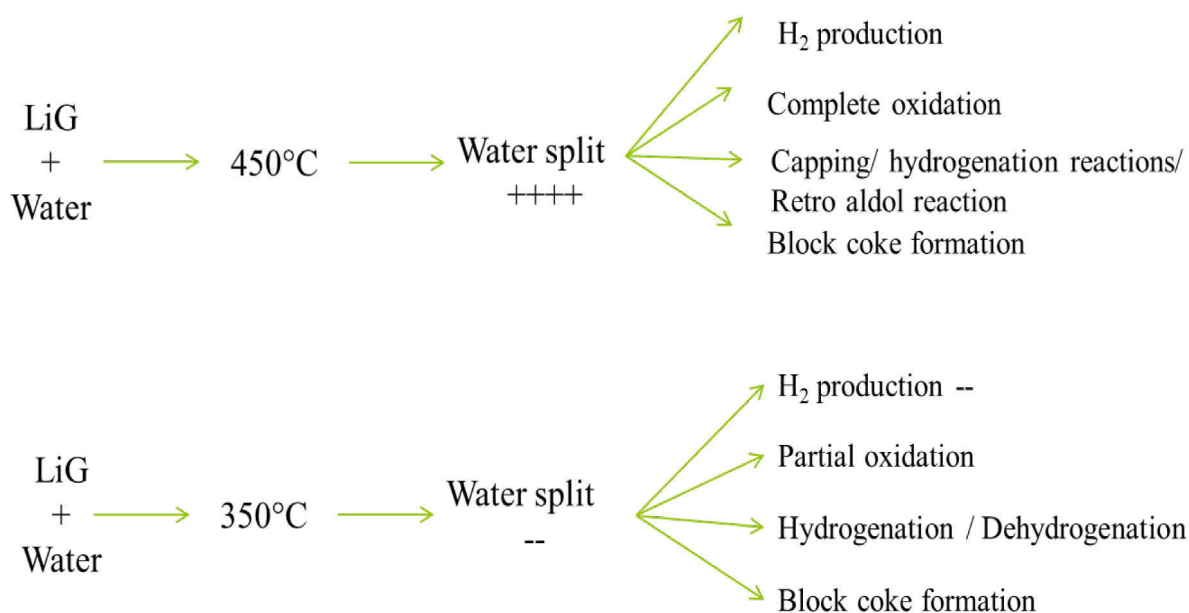 LiG
+
Water
450°C
Water split
++++
H₂ production
Complete oxidation
Capping/ hydrogenation reactions/
Retro aldol reaction
Block coke formation
LiG
+
Water
350°C
Water split
--
H₂ production --
Partial oxidation
Hydrogenation / Dehydrogenation
Block coke formation